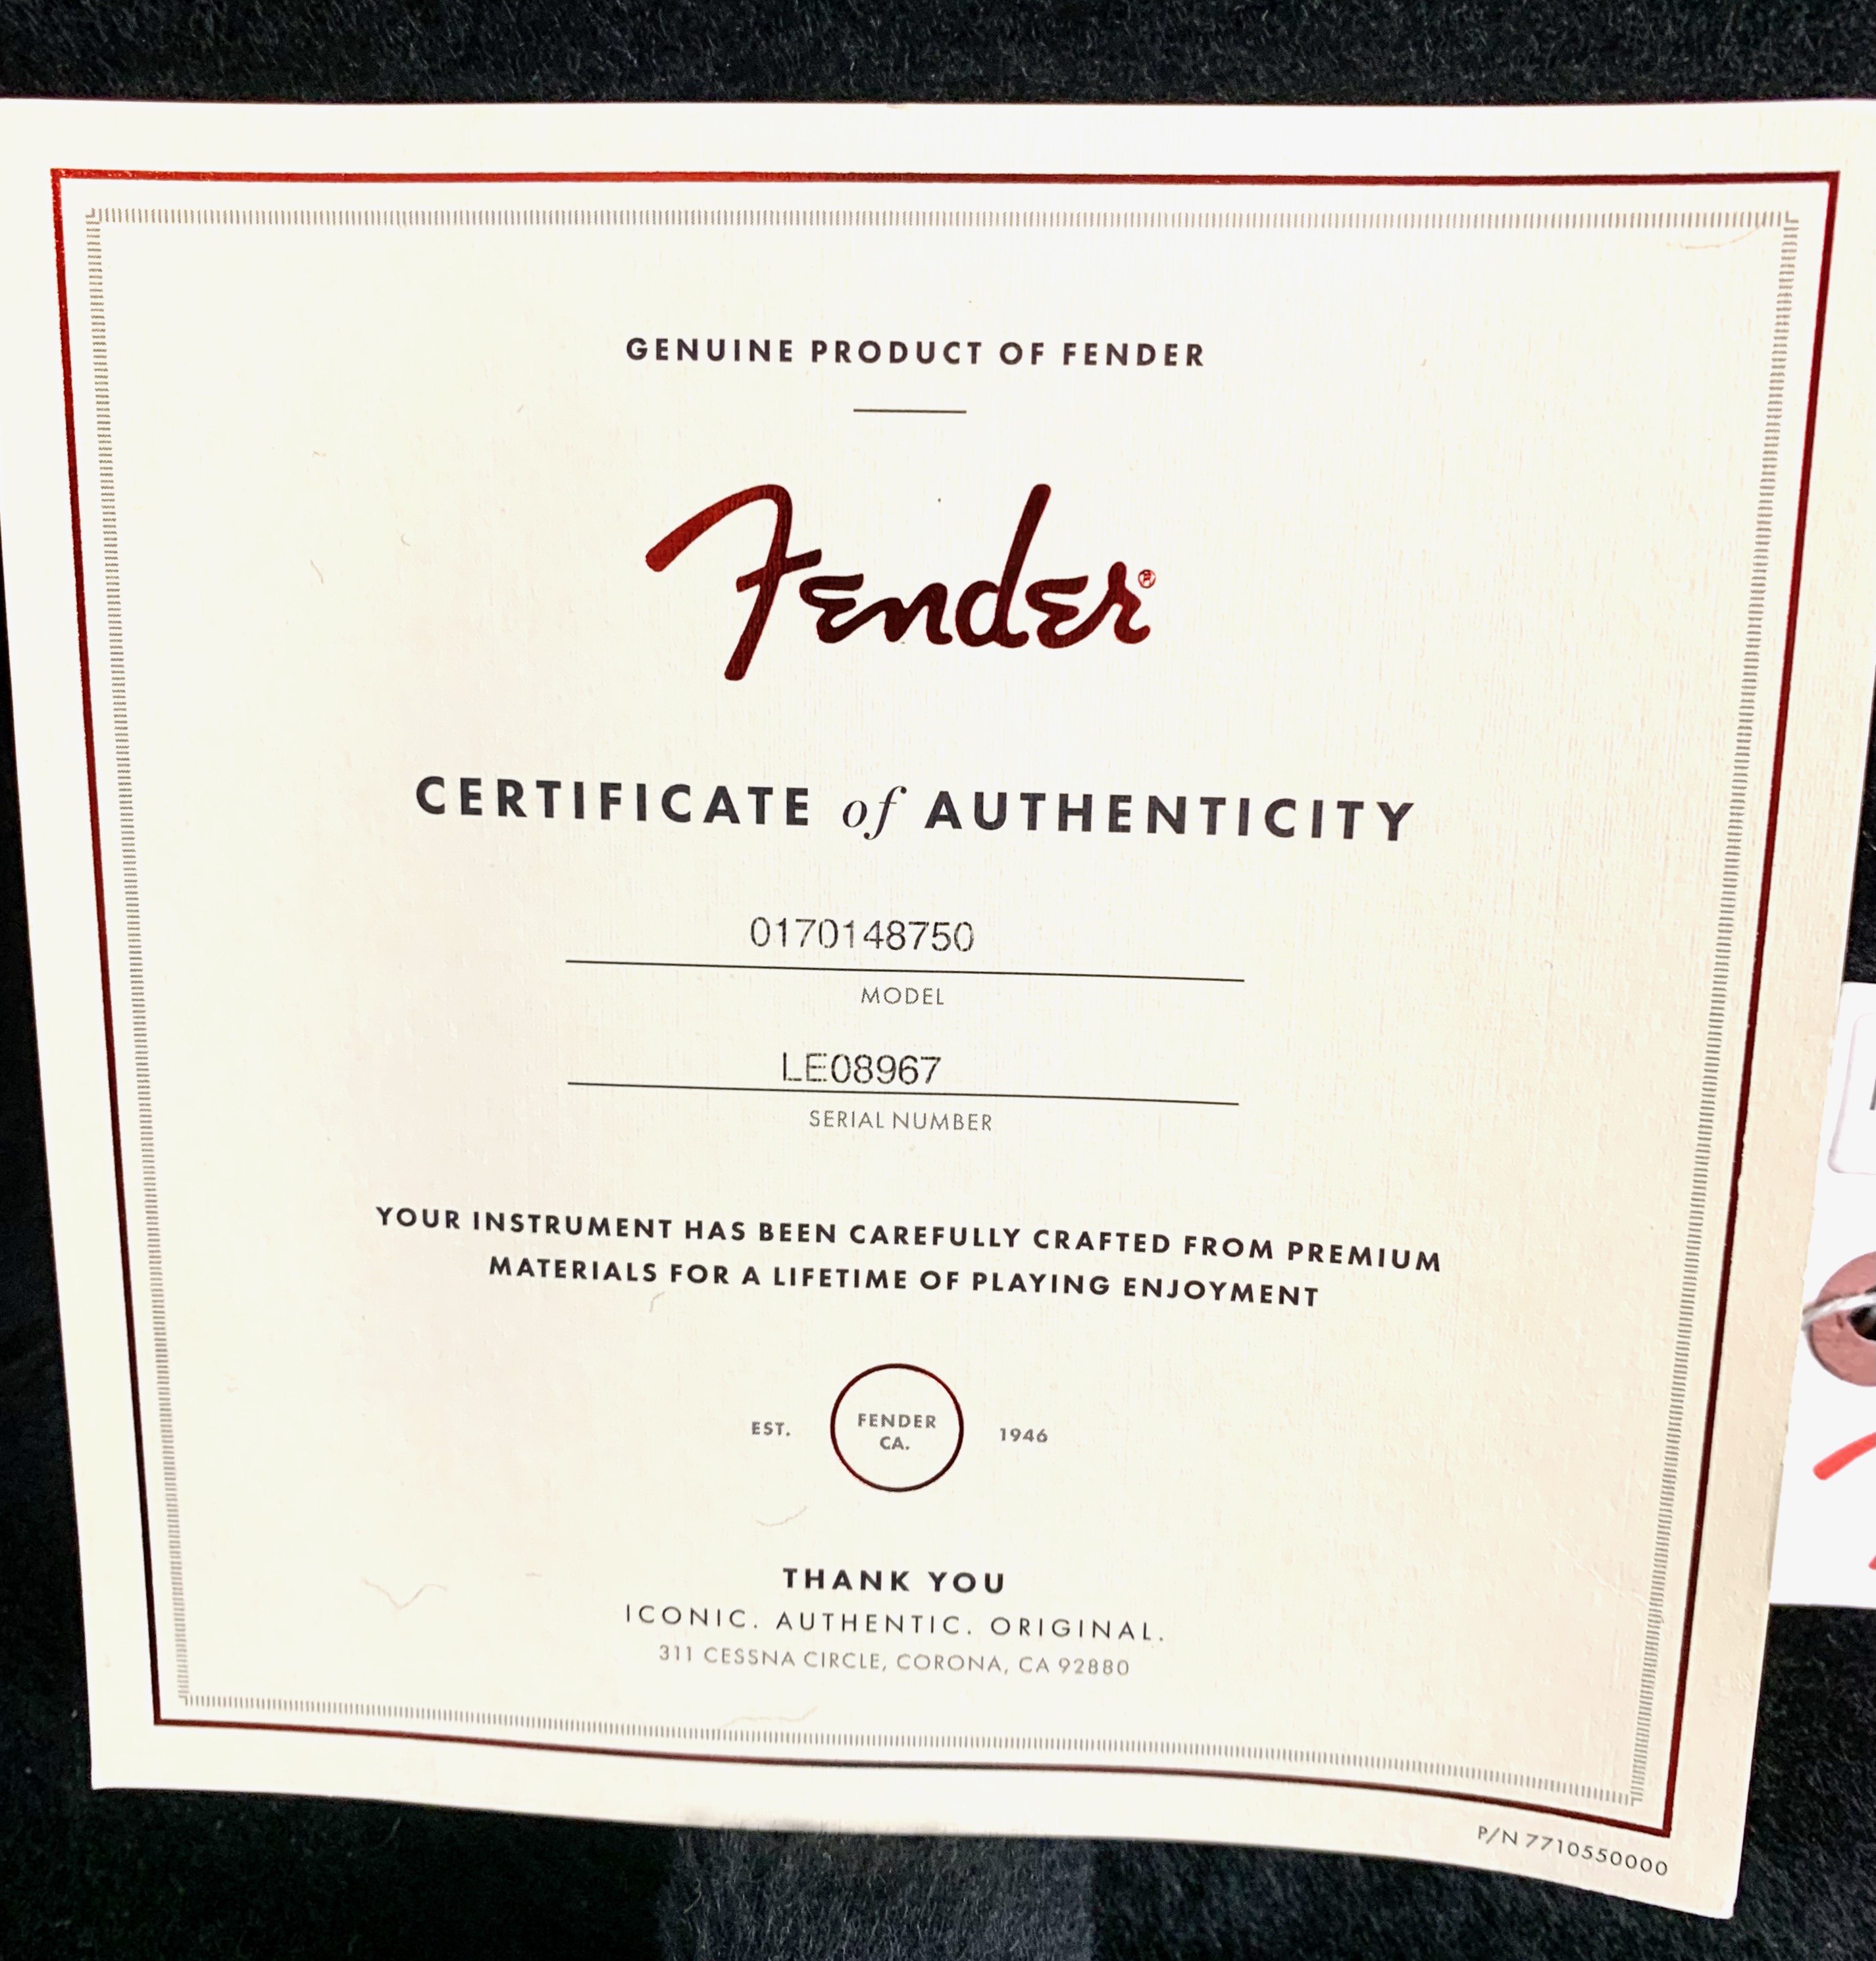 GENUINE PRODUCT OF FENDER
Fender®
CERTIFICATE of AUTHENTICITY
0170148750
MODEL
LE08967
SERIAL NUMBER
YOUR INSTRUMENT HAS BEEN CAREFULLY CRAFTED FROM PREMIUM
MATERIALS FOR A LIFETIME OF PLAYING ENJOYMENT
EST.
FENDER
CA.
1946
THANK YOU
ICONIC. AUTHENTIC. ORIGINAL.
311 CESSNA CIRCLE, CORONA, CA 92880
P/N 7710550000